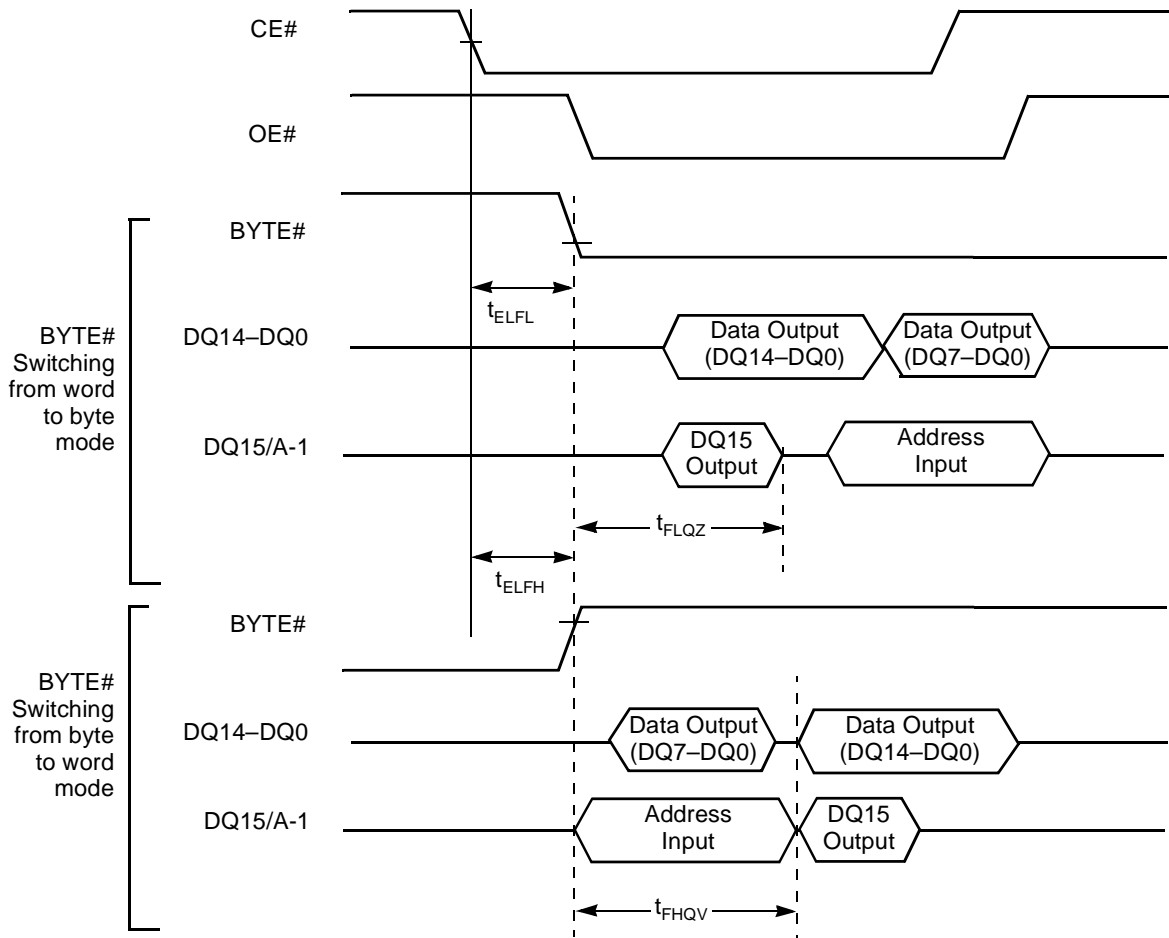 CE#
OE#
BYTE#
Switching
from word
to byte
mode
BYTE#
tELFL
DQ14–DQ0
Data Output
(DQ14–DQ0)
Data Output
(DQ7–DQ0)
DQ15/A-1
DQ15
Output
Address
Input
tFLQZ
tELFH
BYTE#
Switching
from byte
to word
mode
BYTE#
DQ14–DQ0
Data Output
(DQ7–DQ0)
Data Output
(DQ14–DQ0)
DQ15/A-1
Address
Input
DQ15
Output
tFHQV